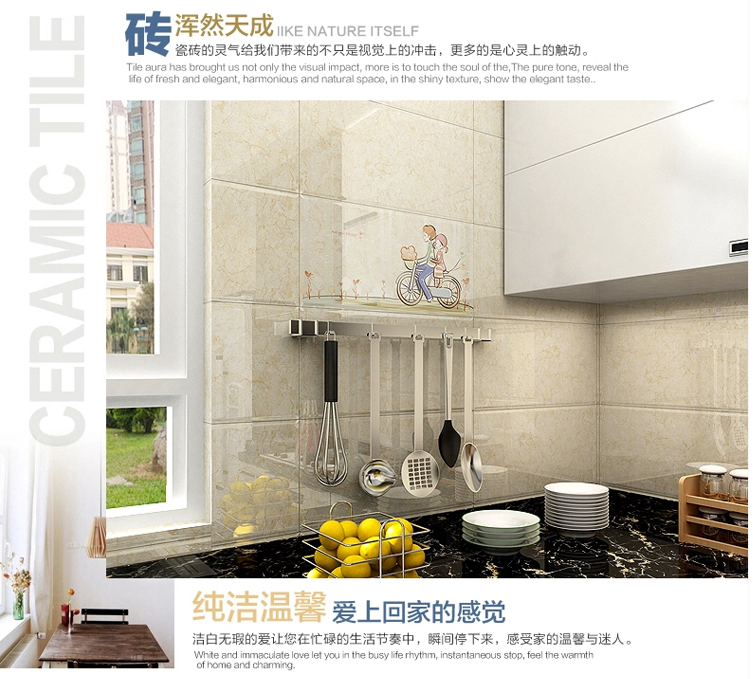 CERAMIC TILE
砖 浑然天成 IIKE NATURE ITSELF
瓷砖的灵气给我们带来的不只是视觉上的冲击，更多的是心灵上的触动。
Tile aura has brought us not only the visual impact, more is to touch the soul of the,The pure tone, reveal the
life of fresh and elegant, harmonious and natural space, in the shiny texture, show the elegant taste..
纯洁温馨 爱上回家的感觉
洁白无瑕的爱让您在忙碌的生活节奏中，瞬间停下来，感受家的温馨与迷人。
White and immaculate love let you in the busy life rhythm, instantaneous stop, feel the warmth
of home and charming.